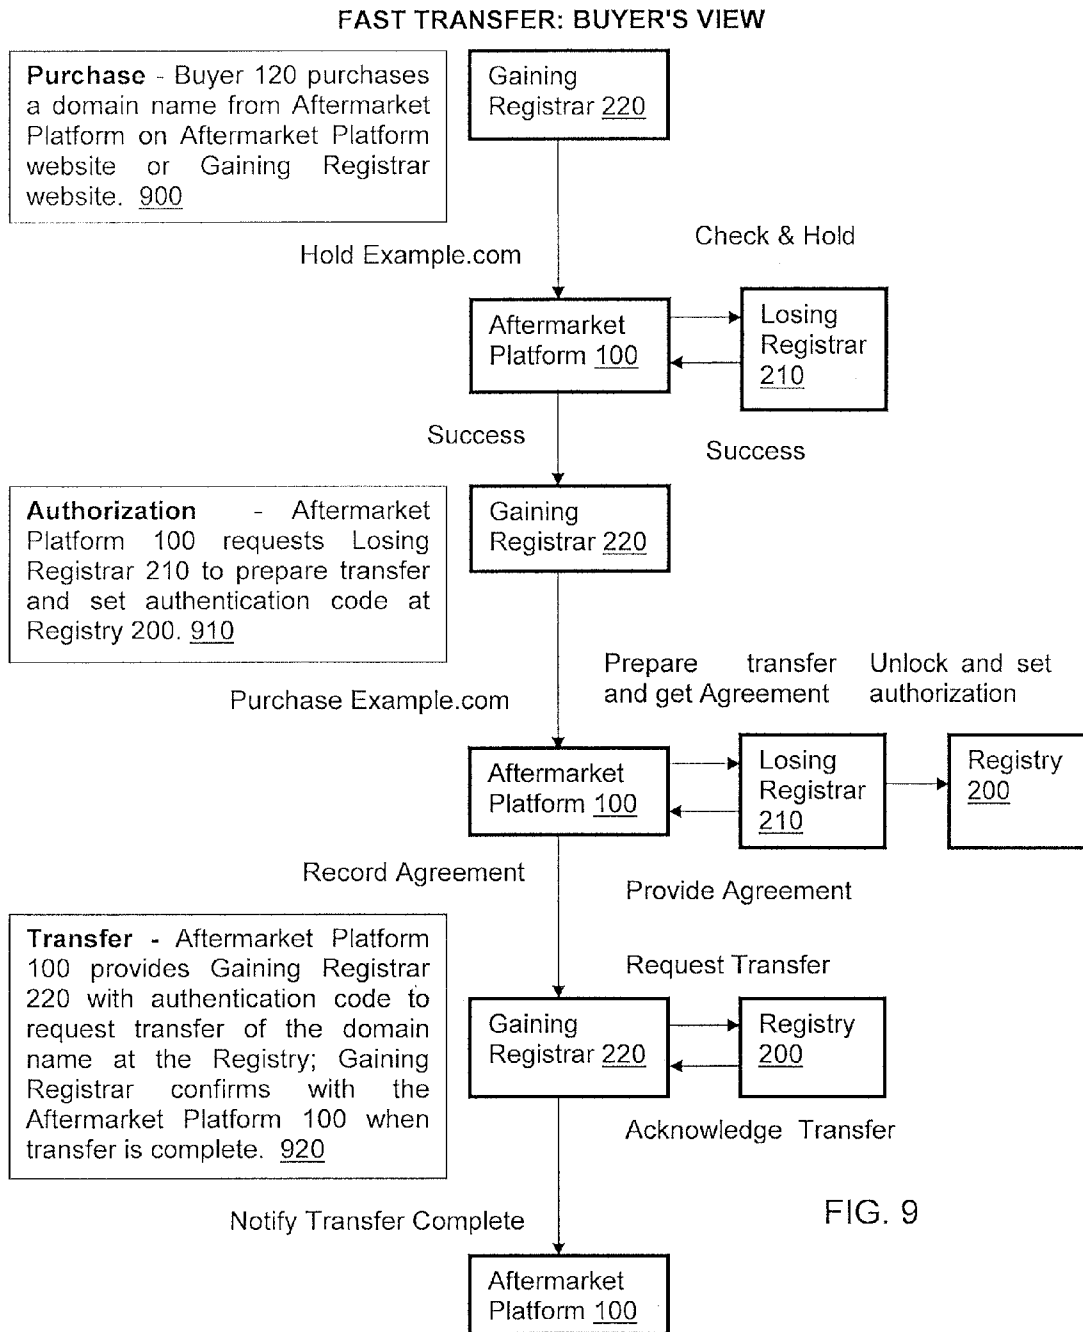 FAST TRANSFER: BUYER'S VIEW
Purchase - Buyer 120 purchases
a domain name from Aftermarket
Platform on Aftermarket Platform
website or Gaining Registrar
website. 900
Gaining
Registrar 220
Hold Example.com
Check & Hold
Aftermarket
Platform 100
Losing
Registrar
210
Success
Success
Authorization - Aftermarket
Platform 100 requests Losing
Registrar 210 to prepare transfer
and set authentication code at
Registry 200. 910
Gaining
Registrar 220
Purchase Example.com
Prepare transfer
and get Agreement
Unlock and set
authorization
Aftermarket
Platform 100
Losing
Registrar
210
Registry
200
Record Agreement
Provide Agreement
Transfer - Aftermarket Platform
100 provides Gaining Registrar
220 with authentication code to
request transfer of the domain
name at the Registry; Gaining
Registrar confirms with the
Aftermarket Platform 100 when
transfer is complete. 920
Request Transfer
Gaining
Registrar 220
Registry
200
Acknowledge Transfer
Notify Transfer Complete
FIG. 9
Aftermarket
Platform 100